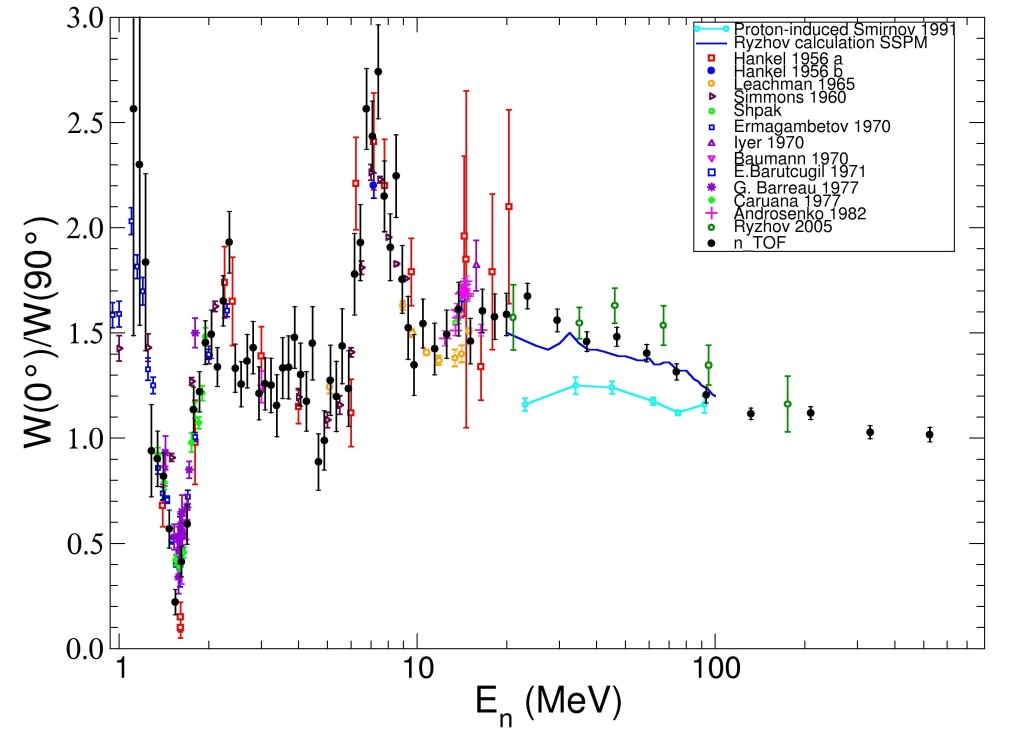 3.0
2.5
2.0
1.5
1.0
0.5
0.0
W(0°)/W(90°)
1
10
100
E_n (MeV)
Proton-induced Smirnov 1991
Ryzhov calculation SSPM
Hankel 1956 a
Hankel 1956 b
Leachman 1965
Simmons 1960
Shpak
Ermagambetov 1970
Iyer 1970
Baumann 1970
E.Barutcugil 1971
G. Barreau 1977
Caruana 1977
Androsenko 1982
Ryzhov 2005
n_TOF